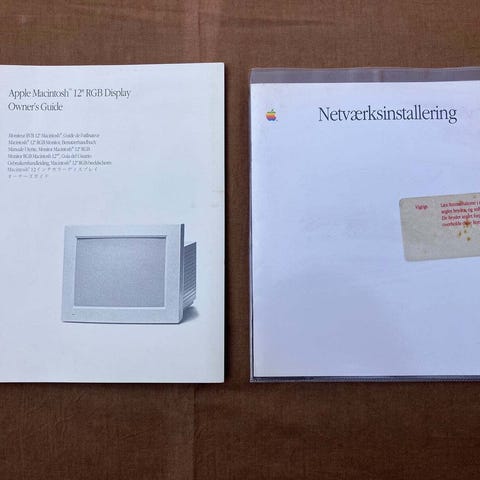 Apple Macintosh™ 12" RGB Display
Owner's Guide
Moniteur RVB 12" Macintosh®, Guide de l'utilisateur
Macintosh® 12" RGB Monitor, Benutzerhandbuch
Manuale Utente, Monitor Macintosh® 12" RGB
Monitor RGB Macintosh 12"®, Guía del Usuario
Gebruikershandleiding, Macintosh® 12" RGB-beeldscherm
Macintosh® 12インチカラーディスプレイ
オーナーズガイド
Netværksinstallering
Vigtigt: